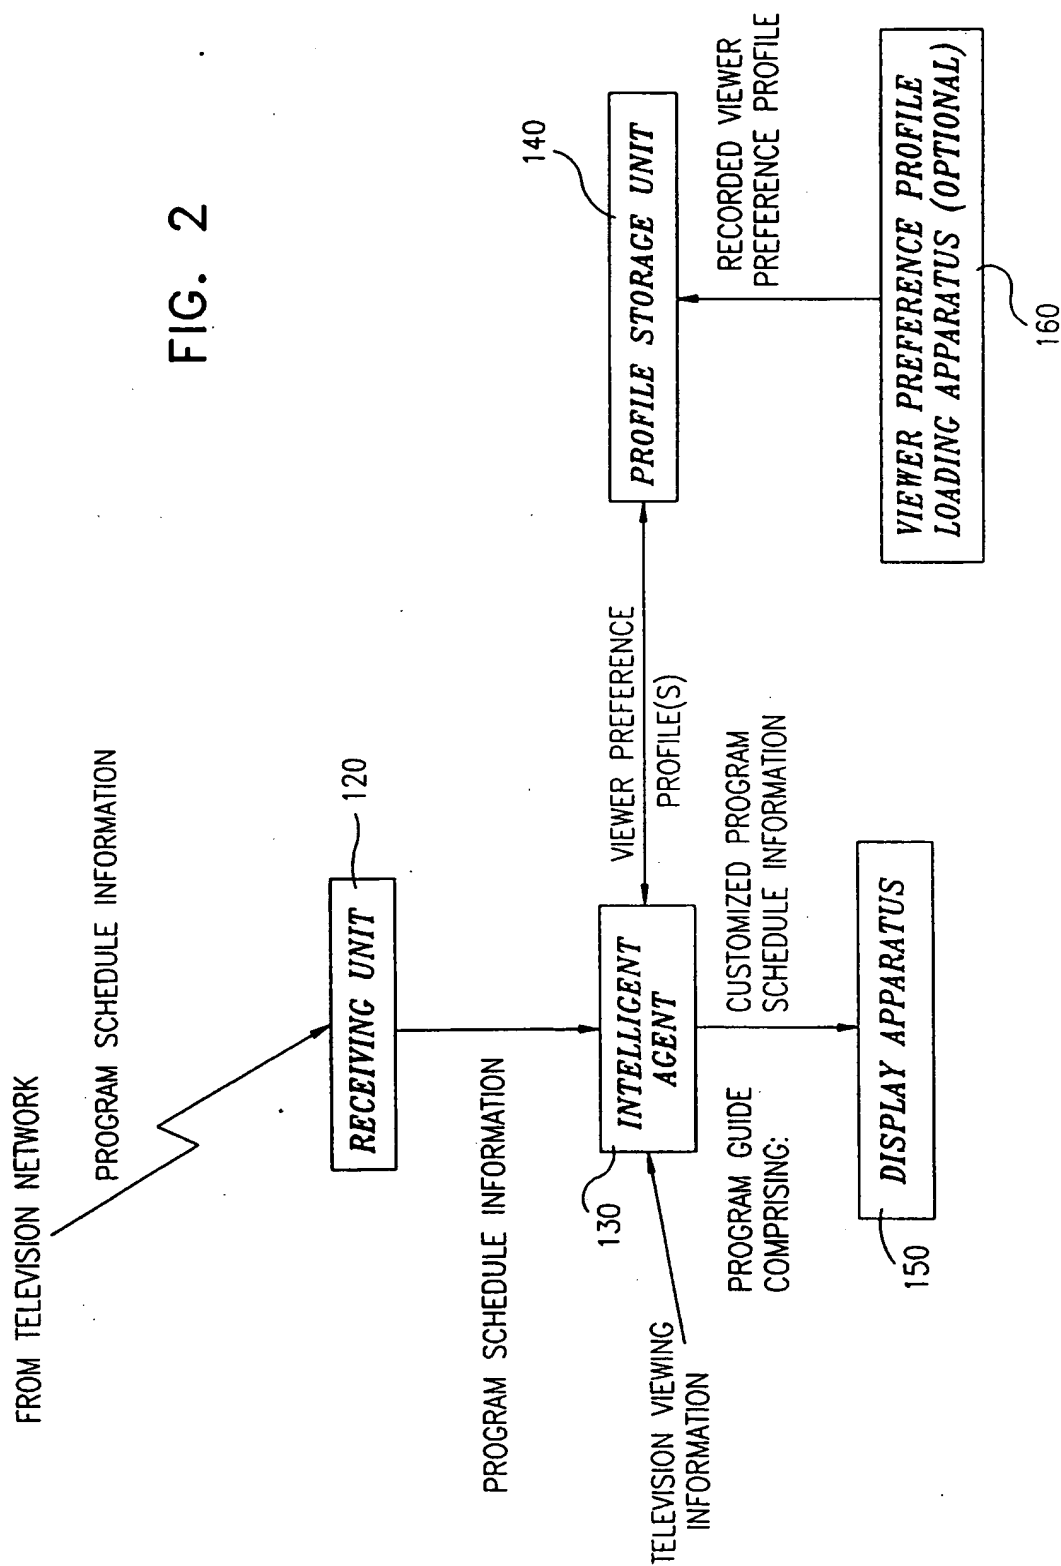 FIG. 2
FROM TELEVISION NETWORK
PROGRAM SCHEDULE INFORMATION
RECEIVING UNIT
120
PROGRAM SCHEDULE INFORMATION
TELEVISION VIEWING
INFORMATION
130
INTELLIGENT
AGENT
VIEWER PREFERENCE
PROFILE(S)
140
PROFILE STORAGE UNIT
PROGRAM GUIDE
COMPRISING:
CUSTOMIZED PROGRAM
SCHEDULE INFORMATION
RECORDED VIEWER
PREFERENCE PROFILE
150
DISPLAY APPARATUS
VIEWER PREFERENCE PROFILE
LOADING APPARATUS (OPTIONAL)
160